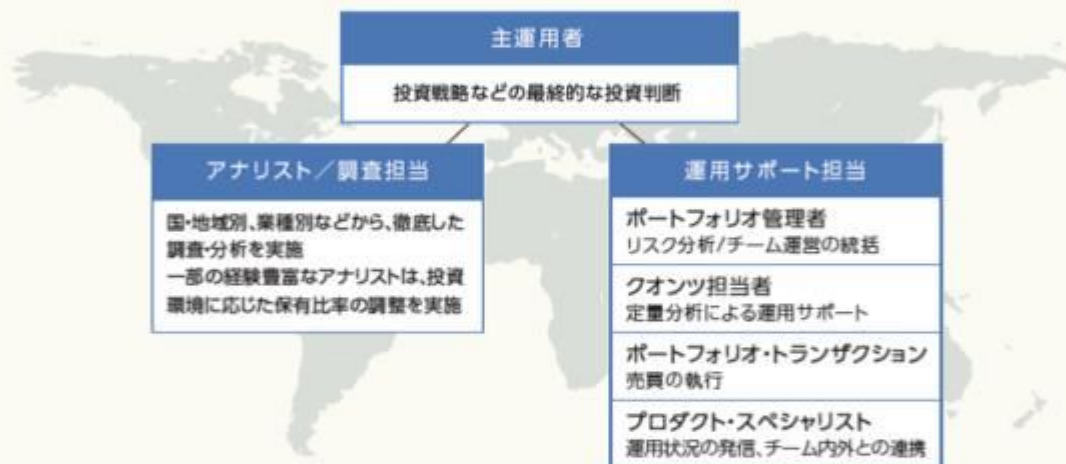 主運用者
投資戦略などの最終的な投資判断
アナリスト／調査担当
国・地域別、業種別などから、徹底した
調査・分析を実施
一部の経験豊富なアナリストは、投資
環境に応じた保有比率の調整を実施
運用サポート担当
ポートフォリオ管理者
リスク分析/チーム運営の統括
クオンツ担当者
定量分析による運用サポート
ポートフォリオ・トランザクション
売買の執行
プロダクト・スペシャリスト
運用状況の発信、チーム内外との連携